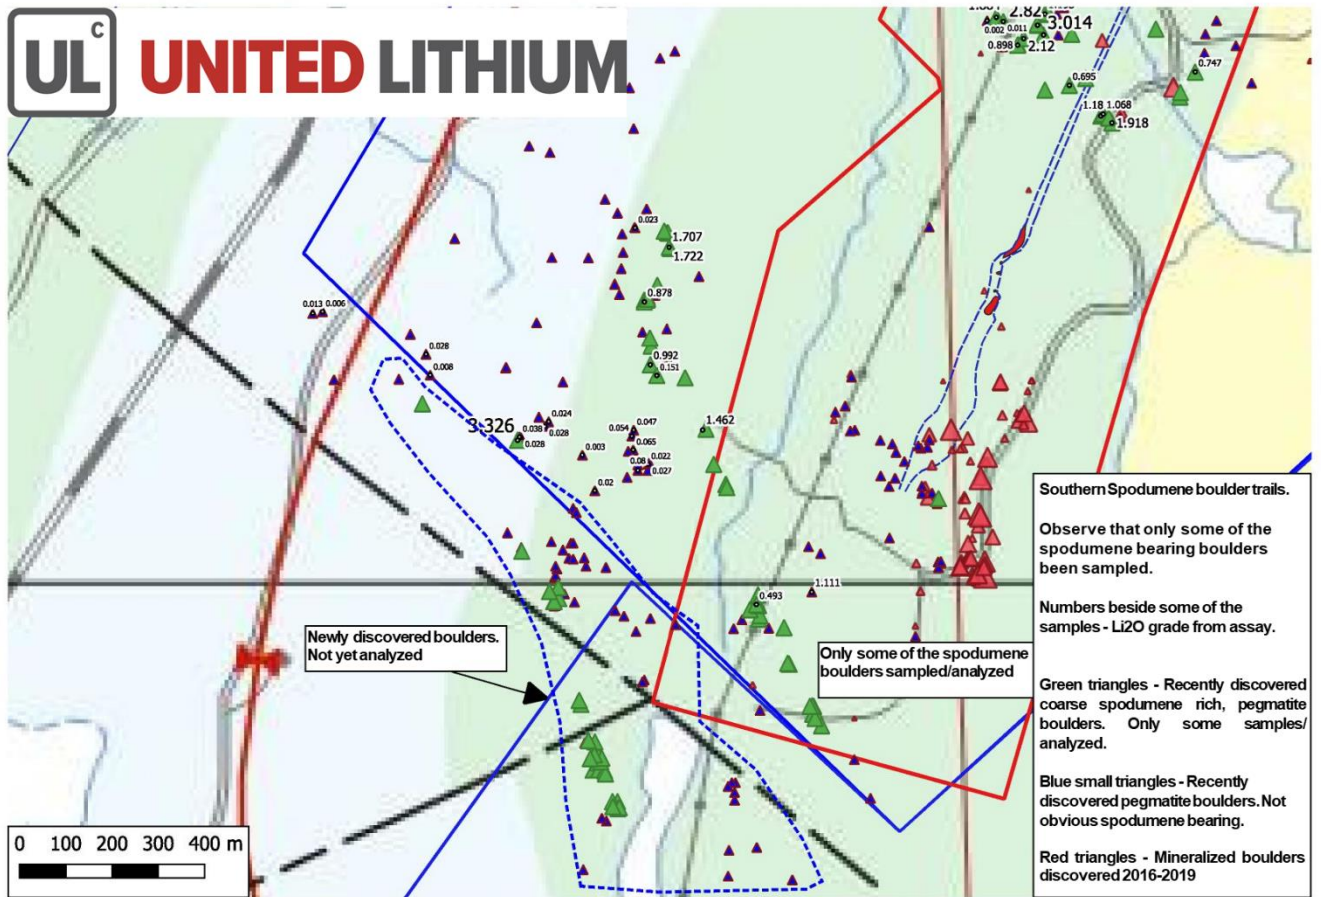 UL C UNITED LITHIUM
2.82
3.014
0.002 0.011
0.898 2.12
0.747
0.695
1.18 1.068
1.918
0.023
1.707
1.722
0.878
0.013 0.006
0.028
0.992
0.008
0.151
3.326
0.024
0.038
0.028
0.028
0.047
0.054
1.462
0.065
0.003
0.08 0.022
0.027
0.02
0.493
1.111
Newly discovered boulders.
Not yet analyzed
Only some of the spodumene
boulders sampled/analyzed
Southern Spodumene boulder trails.
Observe that only some of the
spodumene bearing boulders
been sampled.
Numbers beside some of the
samples - Li2O grade from assay.
Green triangles - Recently discovered
coarse spodumene rich, pegmatite
boulders. Only some samples/
analyzed.
Blue small triangles - Recently
discovered pegmatite boulders. Not
obvious spodumene bearing.
Red triangles - Mineralized boulders
discovered 2016-2019
0 100 200 300 400 m